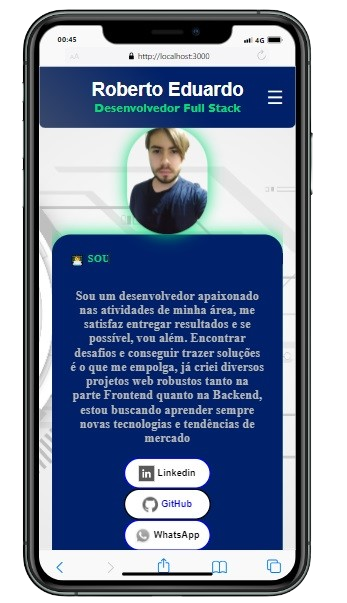 00:45
4G
AA
http://localhost:3000
Roberto Eduardo
Desenvolvedor Full Stack
SOU
Sou um desenvolvedor apaixonado
nas atividades de minha área, me
satisfaz entregar resultados e se
possível, vou além. Encontrar
desafios e conseguir trazer soluções
é o que me empolga, já criei diversos
projetos web robustos tanto na
parte Frontend quanto na Backend,
estou buscando aprender sempre
novas tecnologias e tendências de
mercado
in Linkedin
GitHub
WhatsApp